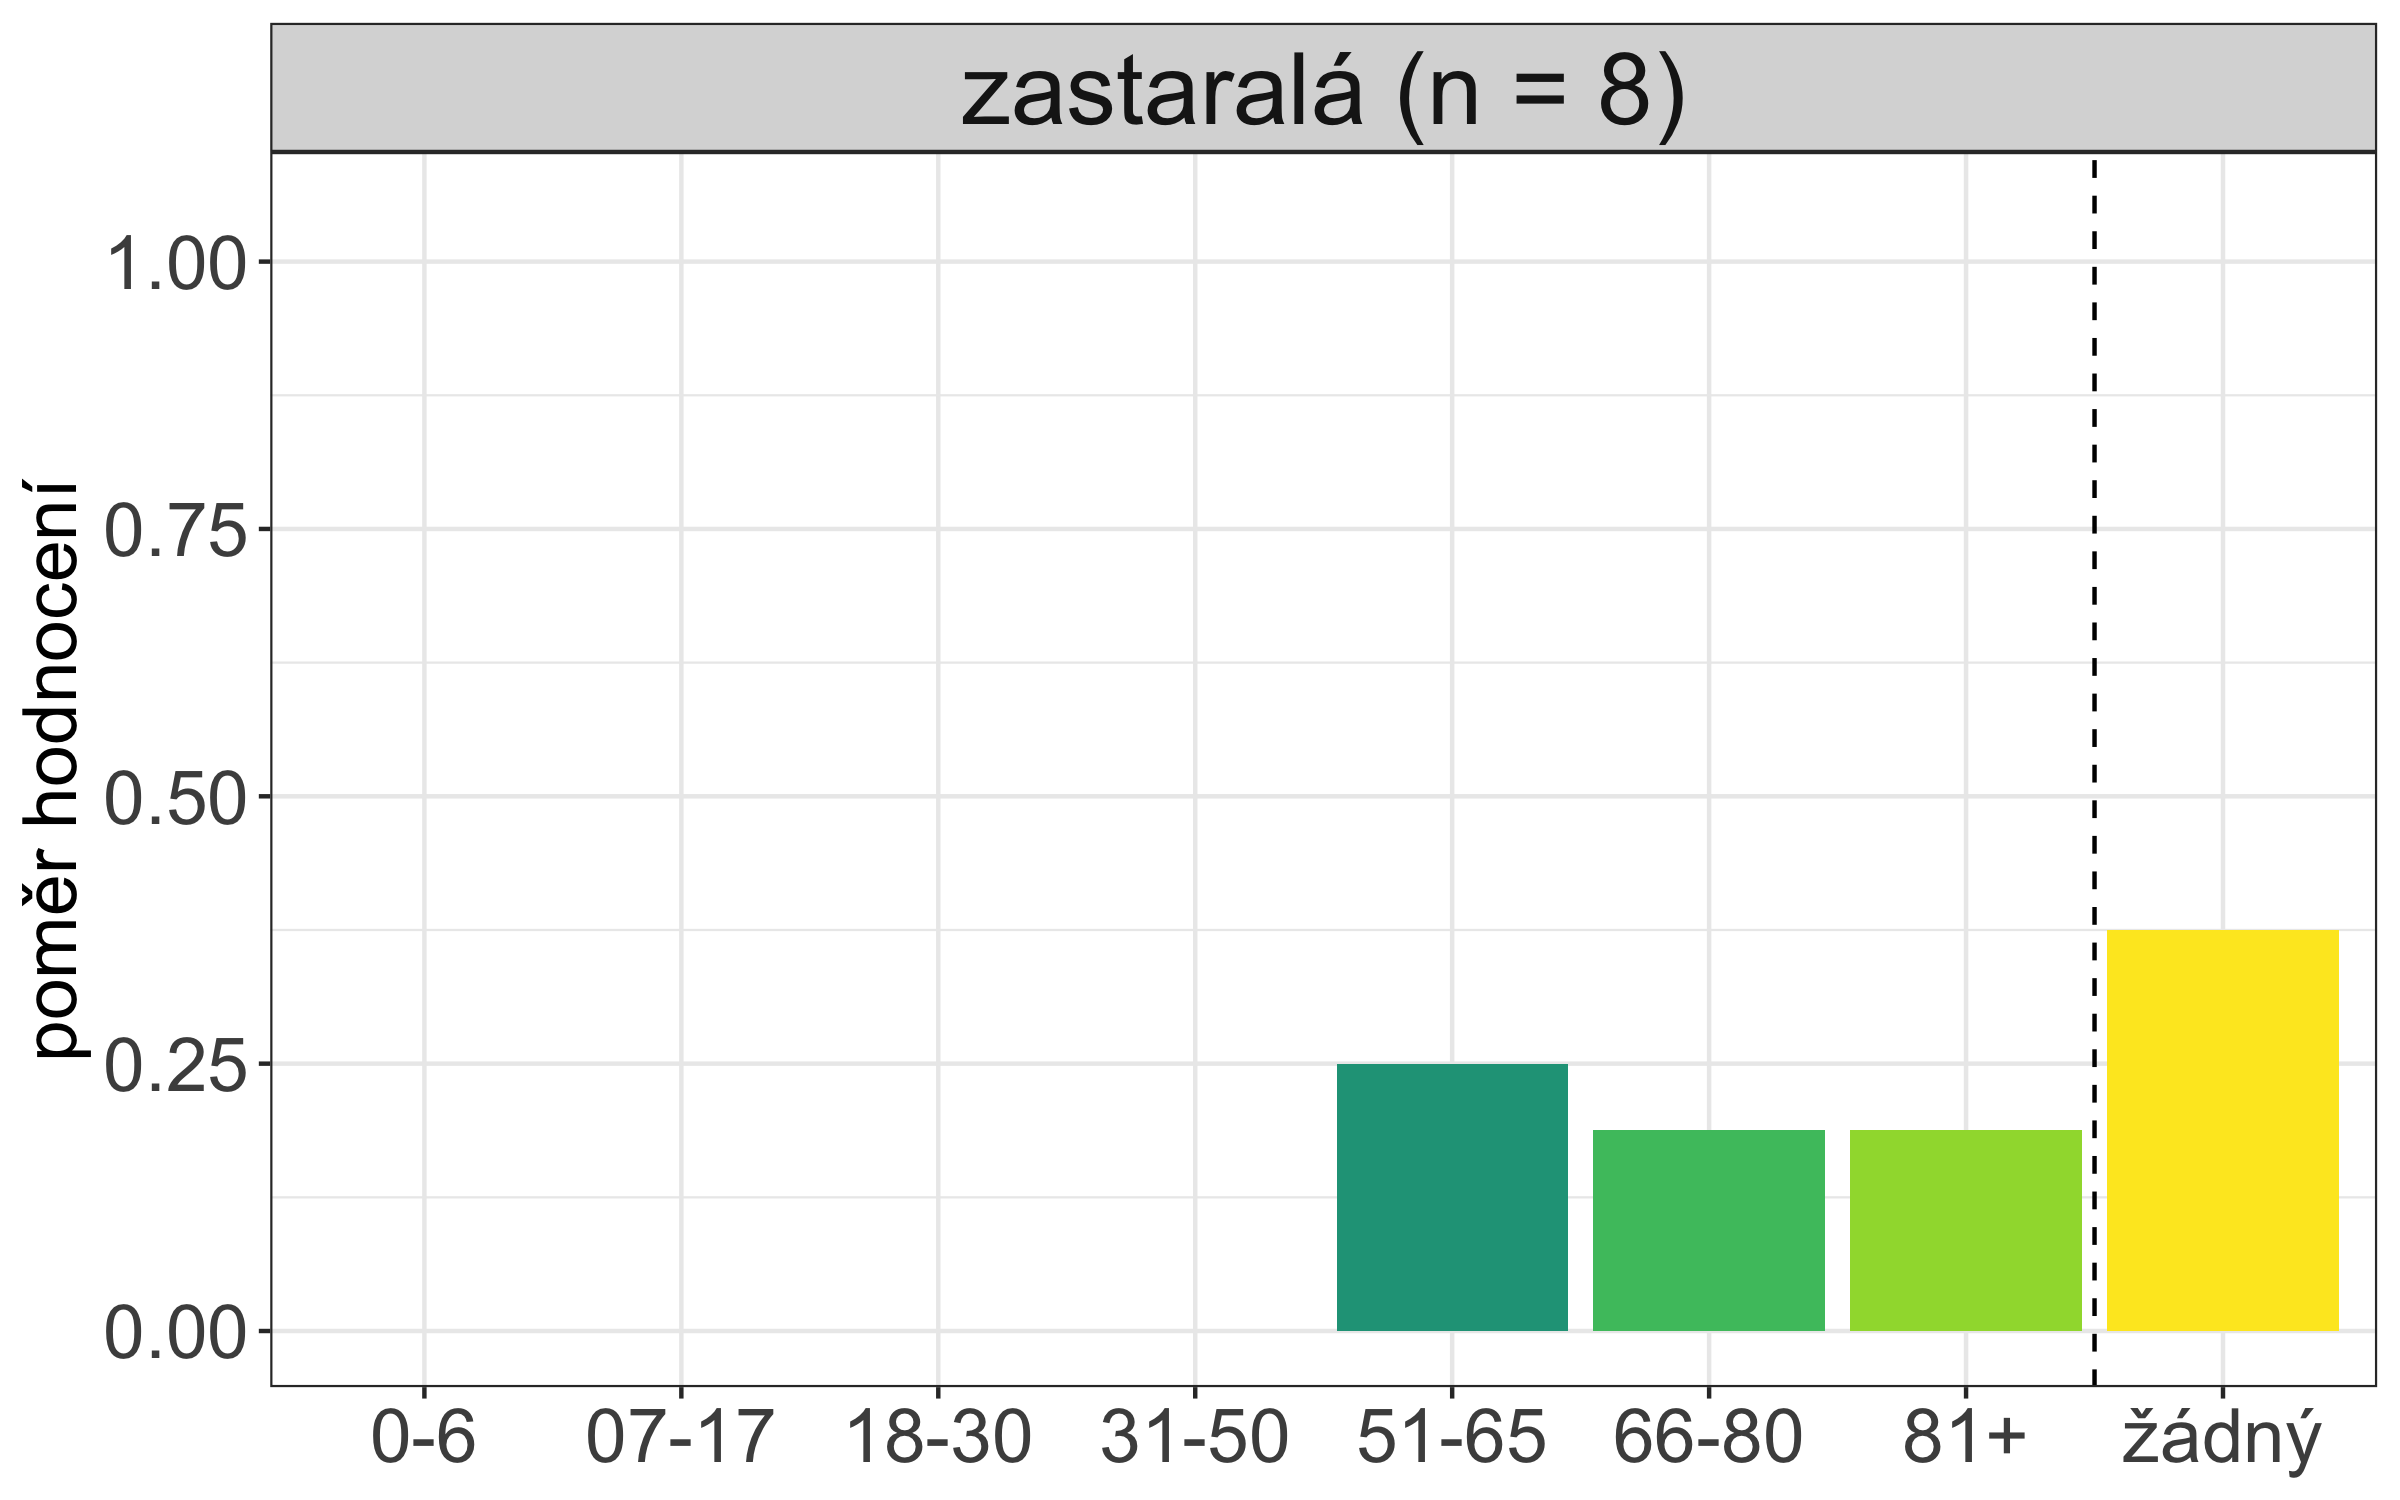 zastaralá (n = 8)
poměr hodnocení
1.00
0.75
0.50
0.25
0.00
0-6 07-17 18-30 31-50 51-65 66-80 81+ žádný